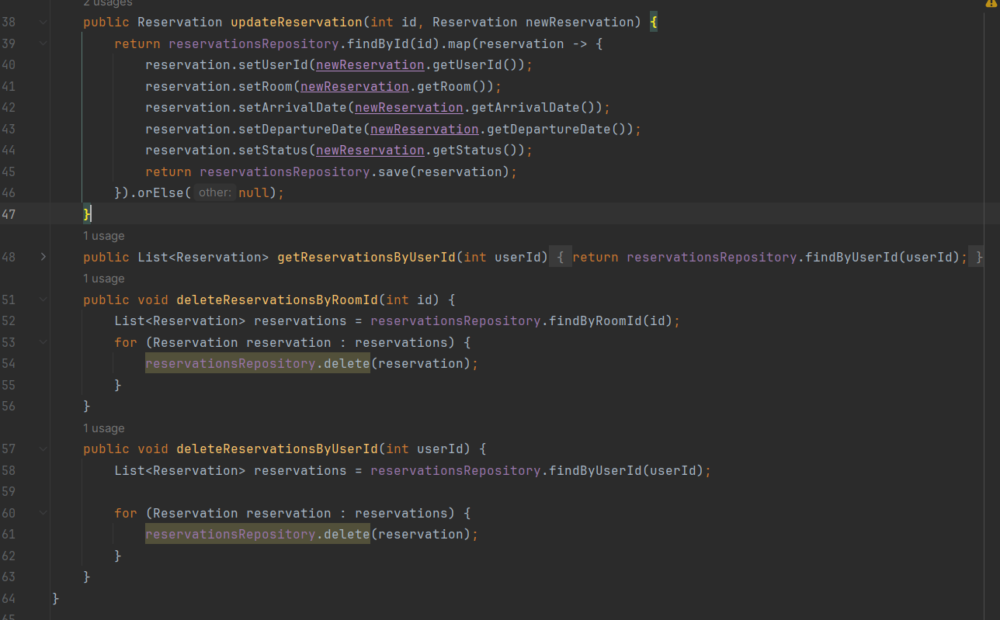 2 usages
38 public Reservation updateReservation(int id, Reservation newReservation) {
39 return reservationsRepository.findById(id).map(reservation -> {
40 reservation.setUserId(newReservation.getUserId());
41 reservation.setRoom(newReservation.getRoom());
42 reservation.setArrivalDate(newReservation.getArrivalDate());
43 reservation.setDepartureDate(newReservation.getDepartureDate());
44 reservation.setStatus(newReservation.getStatus());
45 return reservationsRepository.save(reservation);
46 }).orElse( other: null);
47 }
1 usage
48 public List<Reservation> getReservationsByUserId(int userId) { return reservationsRepository.findByUserId(userId); }
1 usage
51 public void deleteReservationsByRoomId(int id) {
52 List<Reservation> reservations = reservationsRepository.findByRoomId(id);
53 for (Reservation reservation : reservations) {
54 reservationsRepository.delete(reservation);
55 }
56 }
1 usage
57 public void deleteReservationsByUserId(int userId) {
58 List<Reservation> reservations = reservationsRepository.findByUserId(userId);
59
60 for (Reservation reservation : reservations) {
61 reservationsRepository.delete(reservation);
62 }
63 }
64 }
65